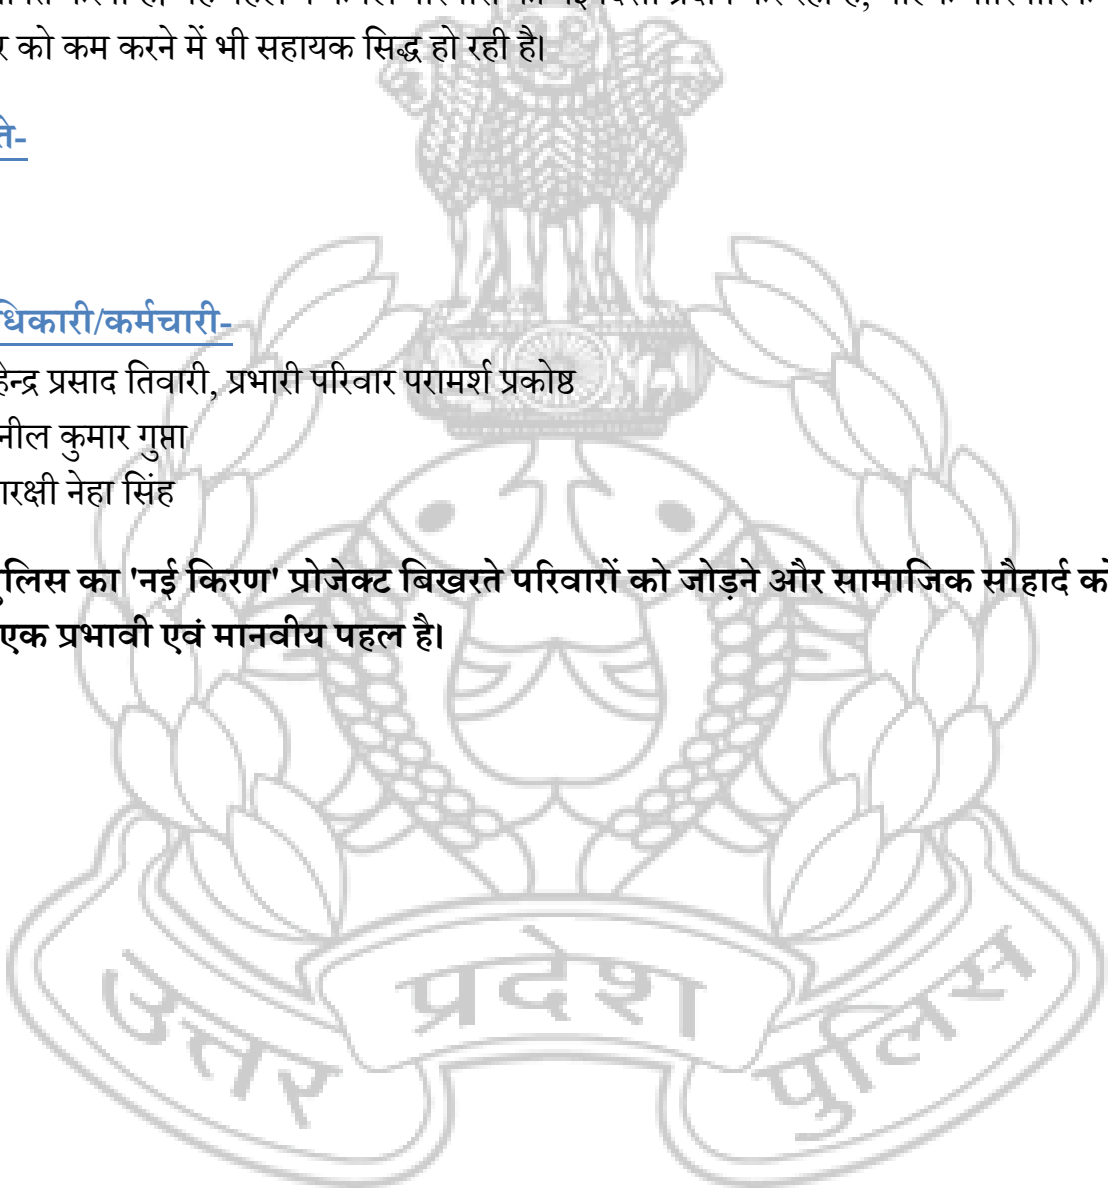 को कम करने में भी सहायक सिद्ध हो रही है।
ते-
धिकारी/कर्मचारी-
हेन्द्र प्रसाद तिवारी, प्रभारी परिवार परामर्श प्रकोष्ठ
नील कुमार गुप्ता
ारक्षी नेहा सिंह
ुलिस का 'नई किरण' प्रोजेक्ट बिखरते परिवारों को जोड़ने और सामाजिक सौहार्द को
एक प्रभावी एवं मानवीय पहल है।
उत्तर प्रदेश पुलिस